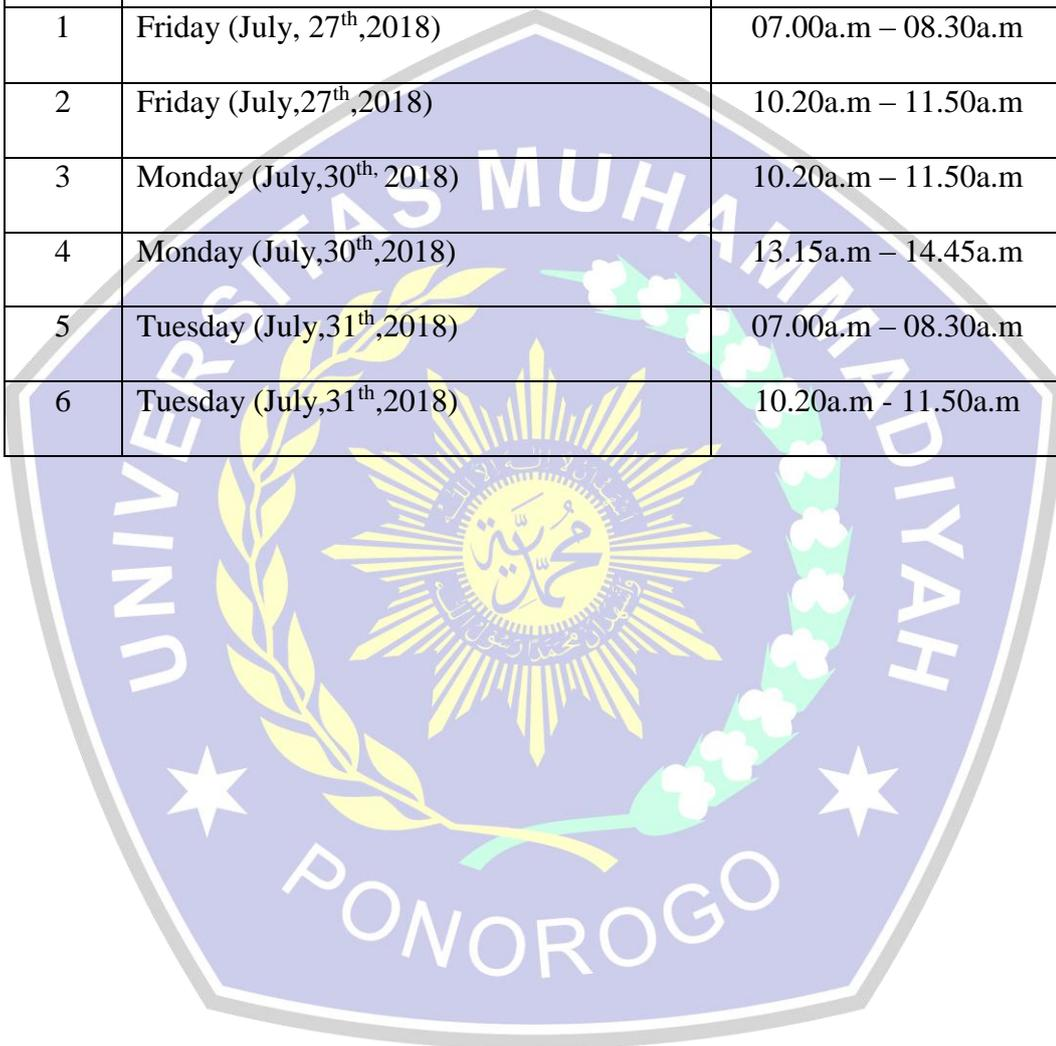 1 Friday (July, 27th,2018) 07.00a.m – 08.30a.m
2 Friday (July,27th,2018) 10.20a.m – 11.50a.m
3 Monday (July,30th, 2018) 10.20a.m – 11.50a.m
4 Monday (July,30th,2018) 13.15a.m – 14.45a.m
5 Tuesday (July,31th,2018) 07.00a.m – 08.30a.m
6 Tuesday (July,31th,2018) 10.20a.m - 11.50a.m
UNIVERSITAS MUHAMMADIYAH
محمدية
PONOROGO